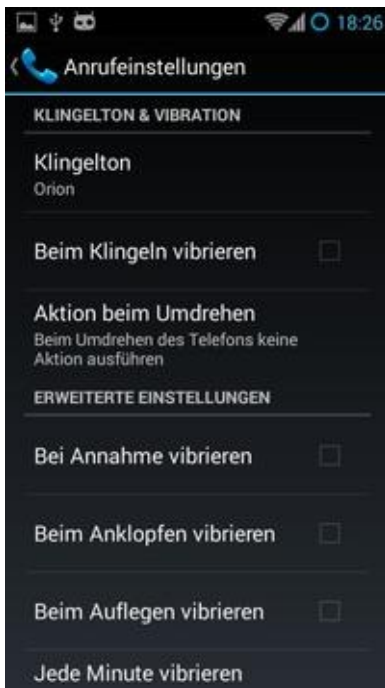 18:26
Anrufeinstellungen
KLINGELTON & VIBRATION
Klingelton
Orion
Beim Klingeln vibrieren
Aktion beim Umdrehen
Beim Umdrehen des Telefons keine
Aktion ausführen
ERWEITERTE EINSTELLUNGEN
Bei Annahme vibrieren
Beim Anklopfen vibrieren
Beim Auflegen vibrieren
Jede Minute vibrieren